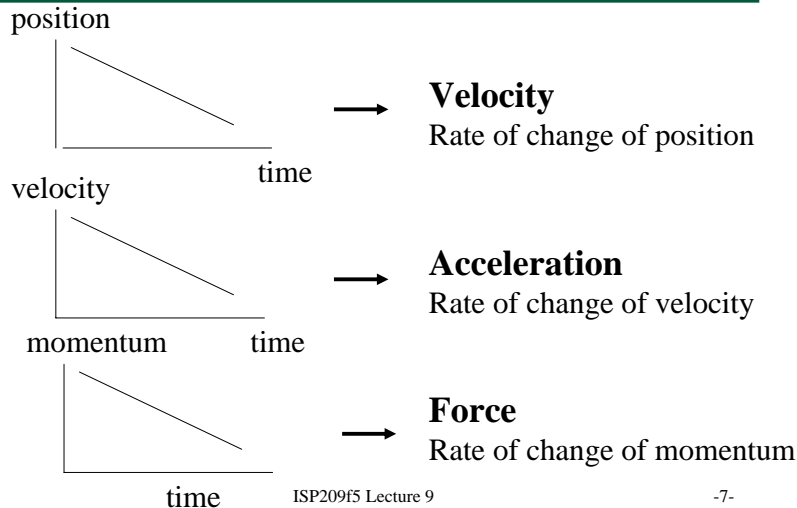 position
Velocity
Rate of change of position
time
velocity
Acceleration
Rate of change of velocity
momentum time
Force
Rate of change of momentum
time ISP209f5 Lecture 9 -7-